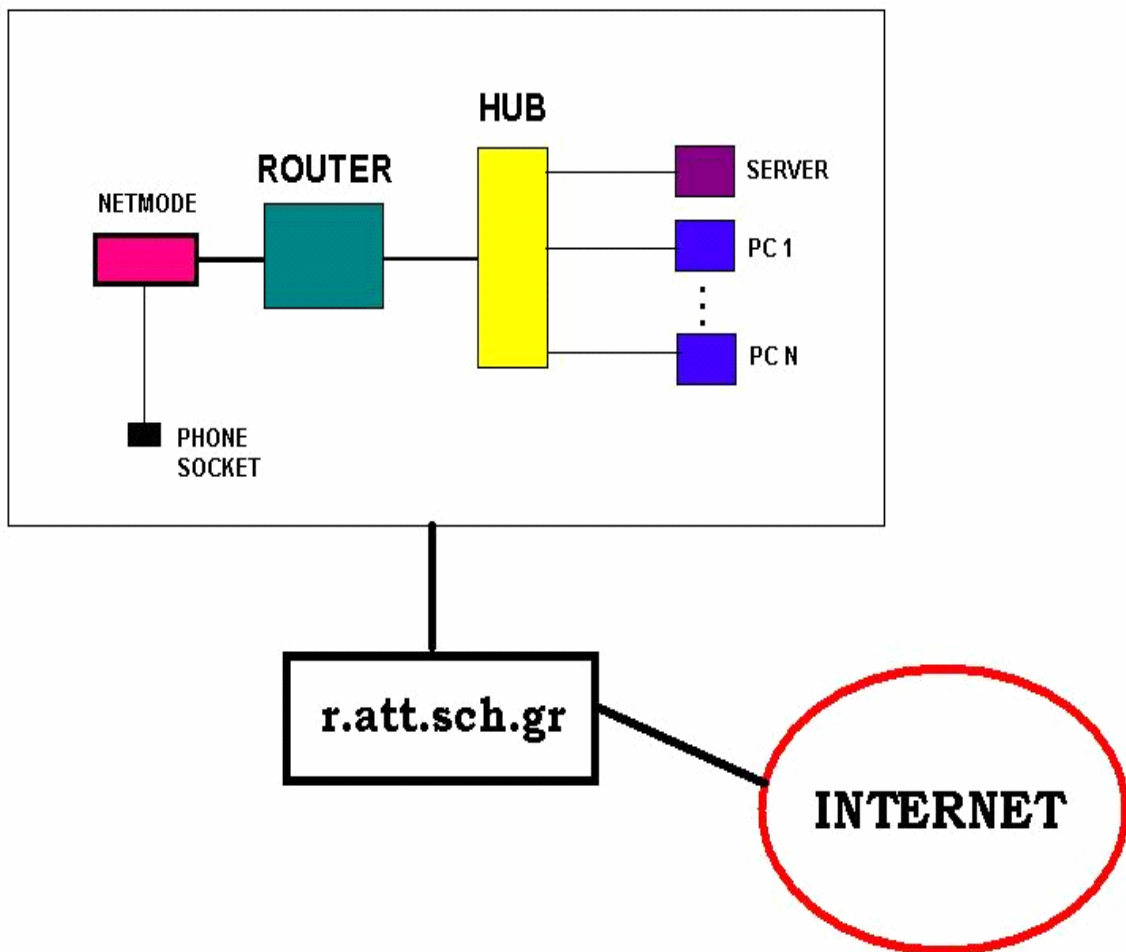 HUB
ROUTER
SERVER
NETMODE
PC 1
PC N
PHONE
SOCKET
r.att.sch.gr
INTERNET